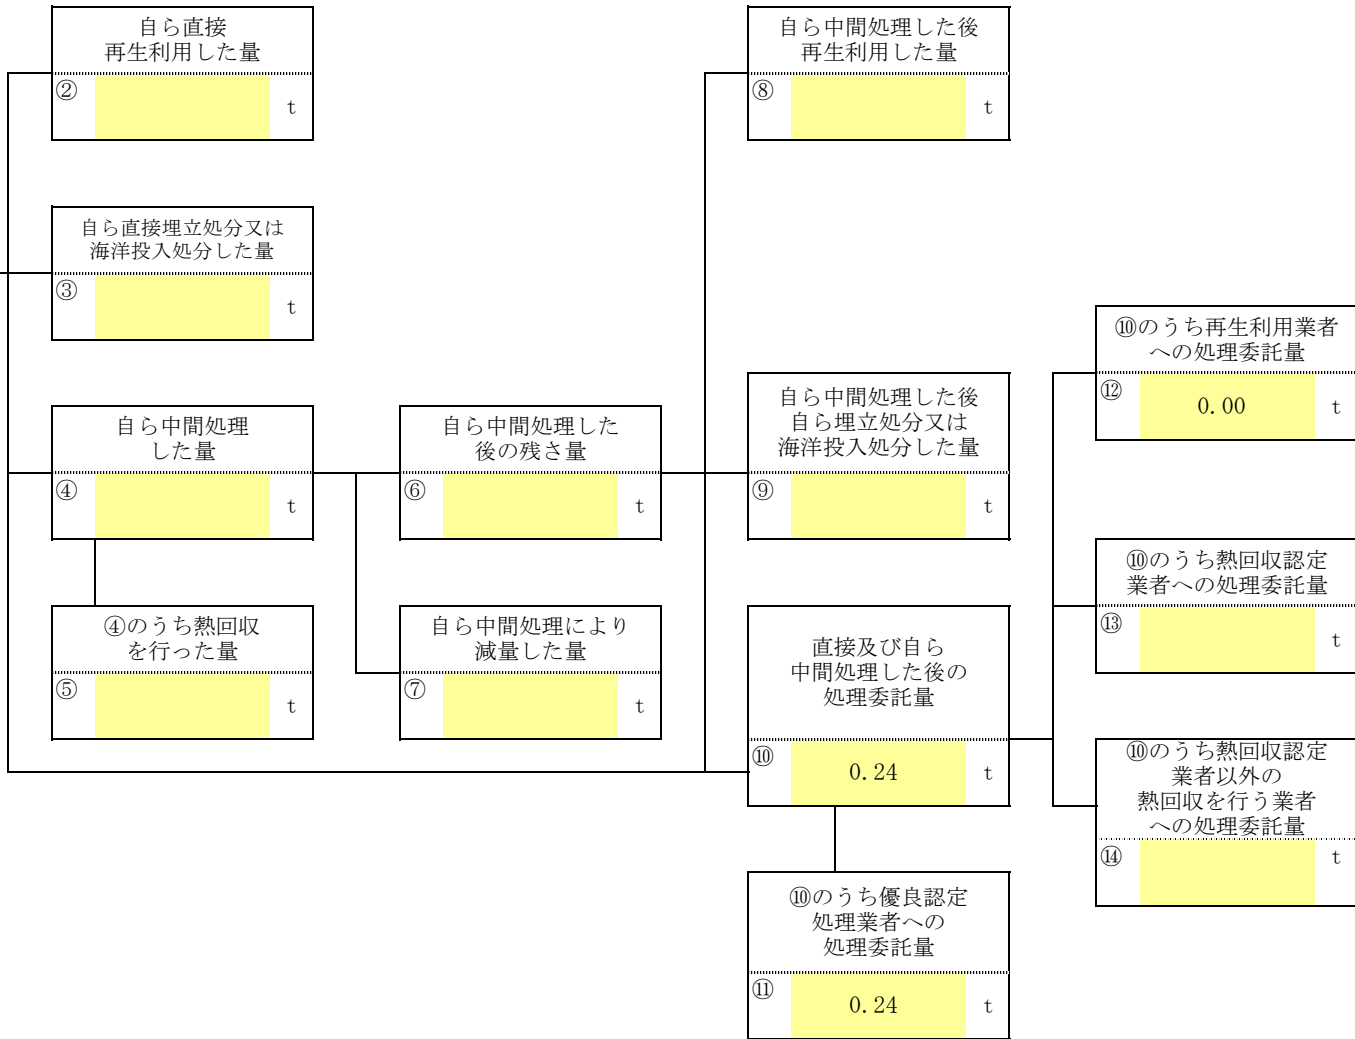 自ら直接
再生利用した量
②
t
自ら中間処理した後
再生利用した量
⑧
t
自ら直接埋立処分又は
海洋投入処分した量
③
t
⑩のうち再生利用業者
への処理委託量
⑫
0.00
t
自ら中間処理
した量
④
t
自ら中間処理した
後の残さ量
⑥
t
自ら中間処理した後
自ら埋立処分又は
海洋投入処分した量
⑨
t
⑩のうち熱回収認定
業者への処理委託量
⑬
t
④のうち熱回収
を行った量
⑤
t
自ら中間処理により
減量した量
⑦
t
直接及び自ら
中間処理した後の
処理委託量
⑩
0.24
t
⑩のうち熱回収認定
業者以外の
熱回収を行う業者
への処理委託量
⑭
t
⑩のうち優良認定
処理業者への
処理委託量
⑪
0.24
t